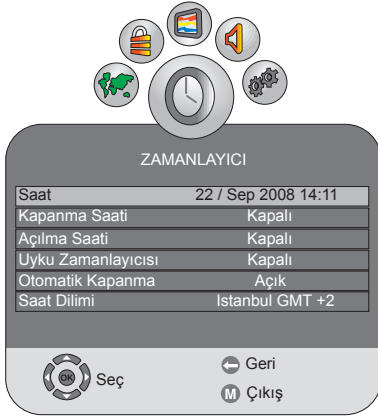 ZAMANLAYICI
Saat 22 / Sep 2008 14:11
Kapanma Saati Kapalı
Açılma Saati Kapalı
Uyku Zamanlayıcısı Kapalı
Otomatik Kapanma Açık
Saat Dilimi Istanbul GMT +2
OK Seç
Geri
M Çıkış